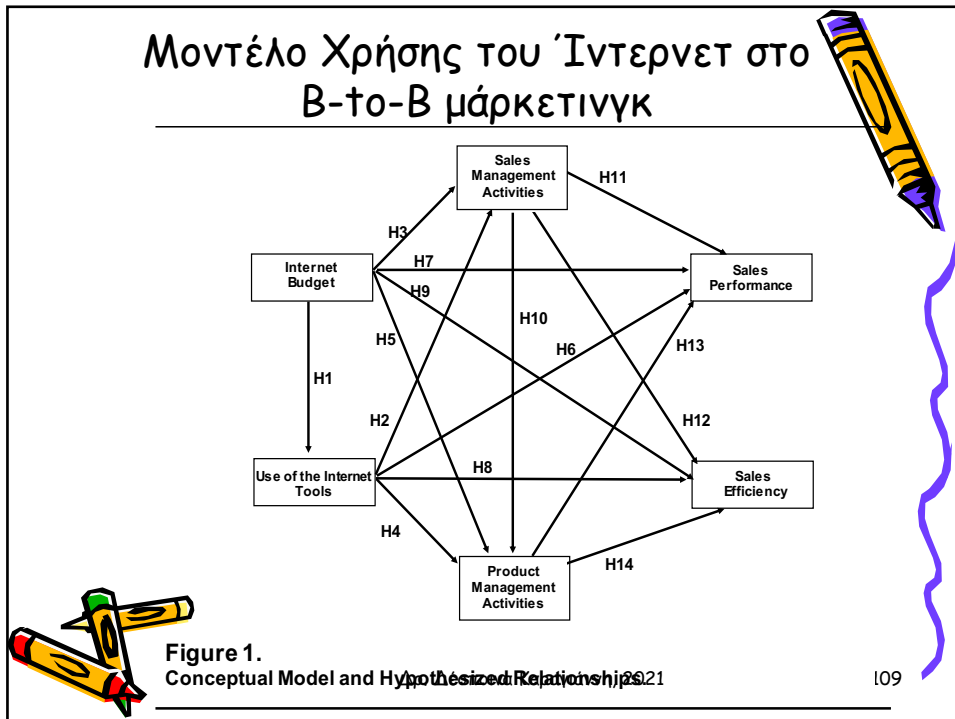 Μοντέλο Χρήσης του Ίντερνετ στο
B-to-B μάρκετινγκ
Sales
Management
Activities
H11
H3
Internet
Budget
H7
Sales
Performance
H9
H10
H5
H6
H13
H1
H2
H12
Use of the Internet
Tools
H8
Sales
Efficiency
H4
Product
Management
Activities
H14
Figure 1.
Conceptual Model and Hypothesized Relationships.
2021
109